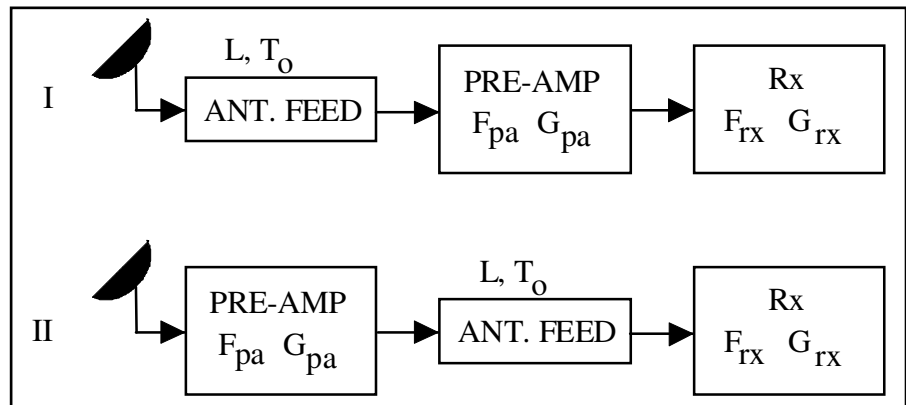 I
L, To
ANT. FEED
PRE-AMP
Fpa Gpa
Rx
Frx Grx
II
PRE-AMP
Fpa Gpa
L, To
ANT. FEED
Rx
Frx Grx